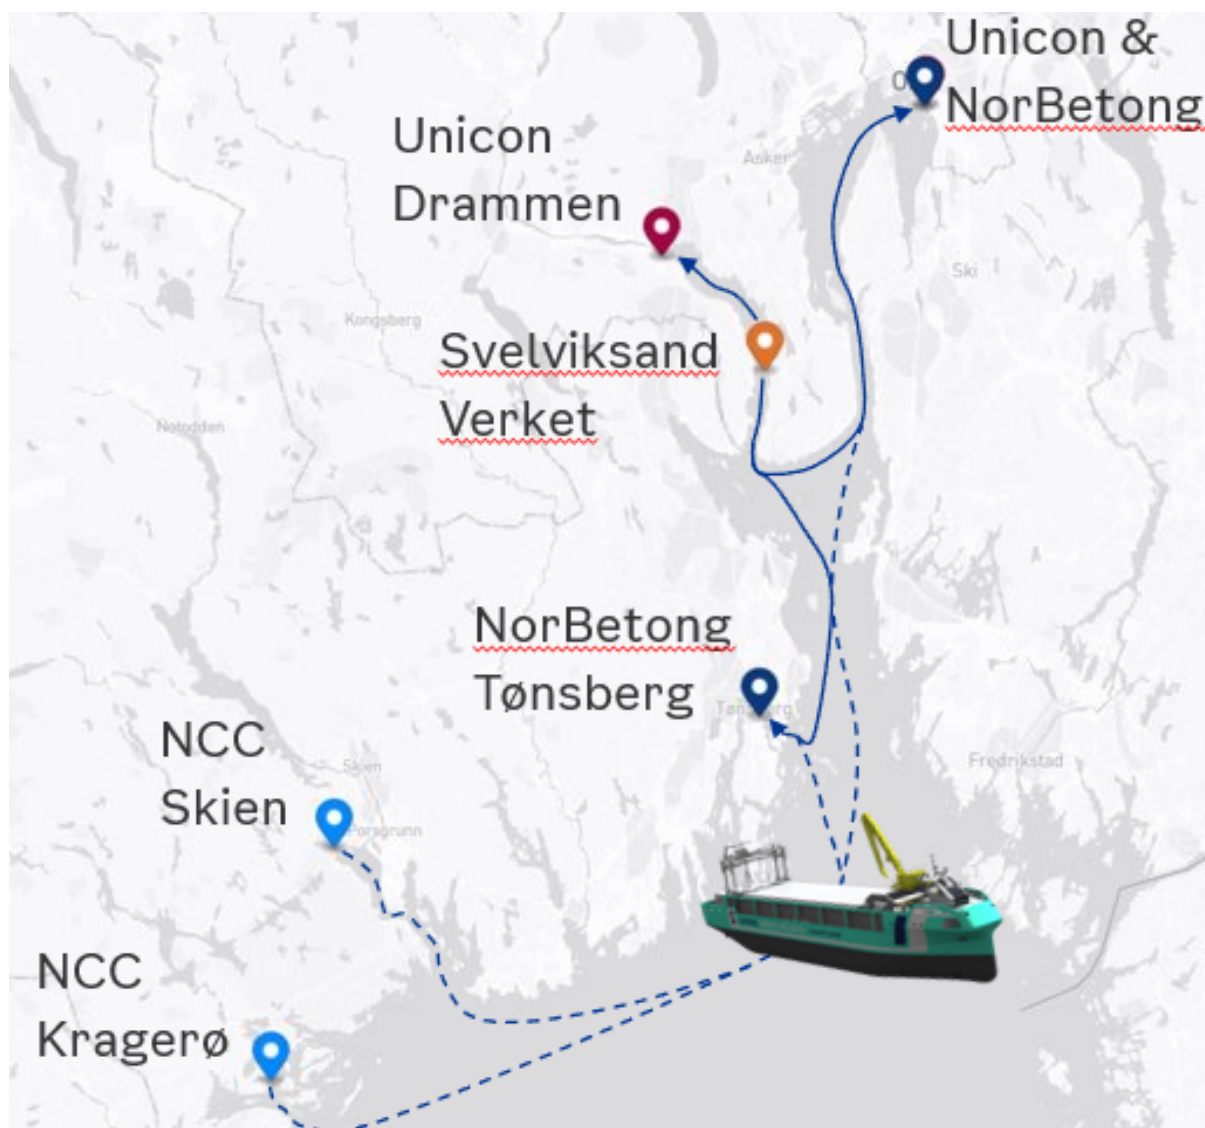 Unicon &
NorBetong
Unicon
Drammen
Asker
Ski
Kongsberg
Svelviksand
Verket
Notodden
NorBetong
Tønsberg
NCC
Skien
Skien
Porsgrunn
Fredrikstad
NCC
Kragerø